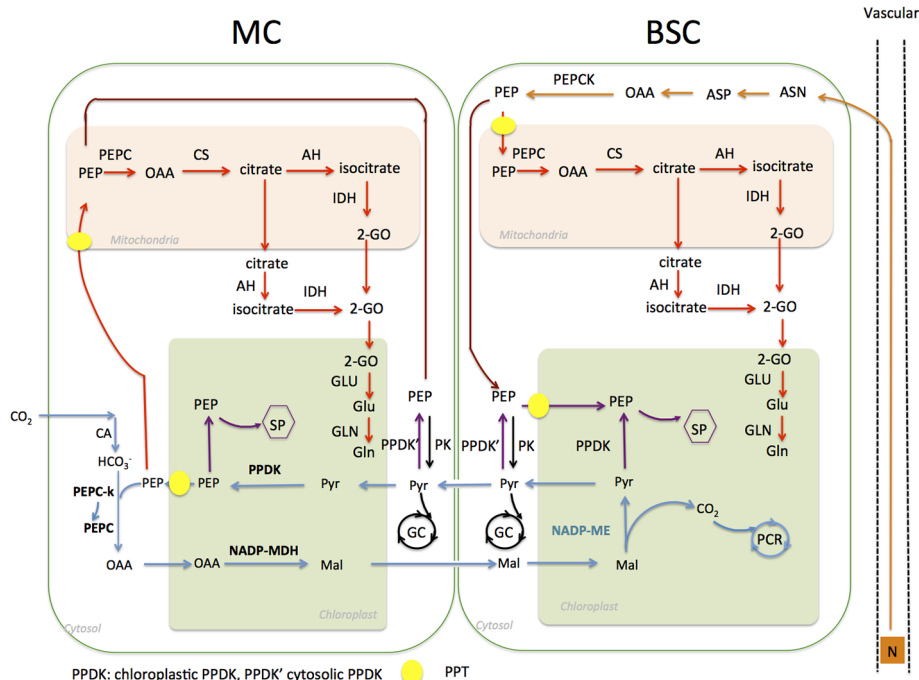 Vascular
MC
BSC
PEP
PEPCK
OAA
ASP
ASN
PEP
PEPC
OAA
CS
citrate
AH
isocitrate
IDH
2-GO
Mitochondria
citrate
AH
isocitrate
IDH
2-GO
PEP
PEPC
OAA
CS
citrate
AH
isocitrate
IDH
2-GO
Mitochondria
citrate
AH
isocitrate
IDH
2-GO
2-GO
GLU
Glu
GLN
Gln
PEP
SP
CO₂
CA
HCO₃⁻
PEPC-k
PEPC
PEP
PEP
PPDK
Pyr
OAA
OAA
NADP-MDH
Mal
Chloroplast
Cytosol
PEP
PPDK'
PK
Pyr
GC
PEP
PPDK'
PK
Pyr
GC
Mal
PEP
SP
PPDK
Pyr
NADP-ME
Mal
CO₂
PCR
2-GO
GLU
Glu
GLN
Gln
Chloroplast
Cytosol
N
PPDK: chloroplastic PPDK, PPDK' cytosolic PPDK
PPT